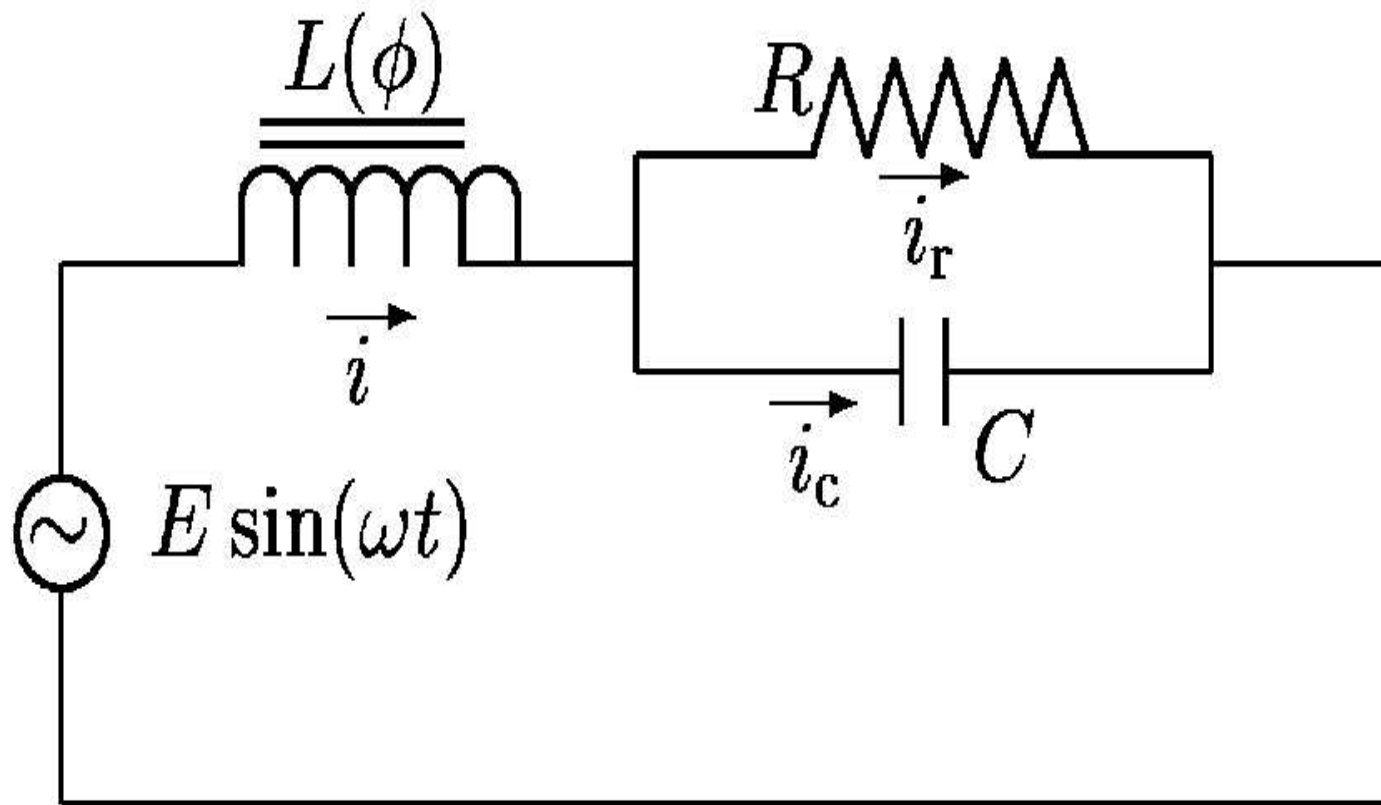 L(ϕ)
R
i_r
i
i_c
C
E sin(ωt)